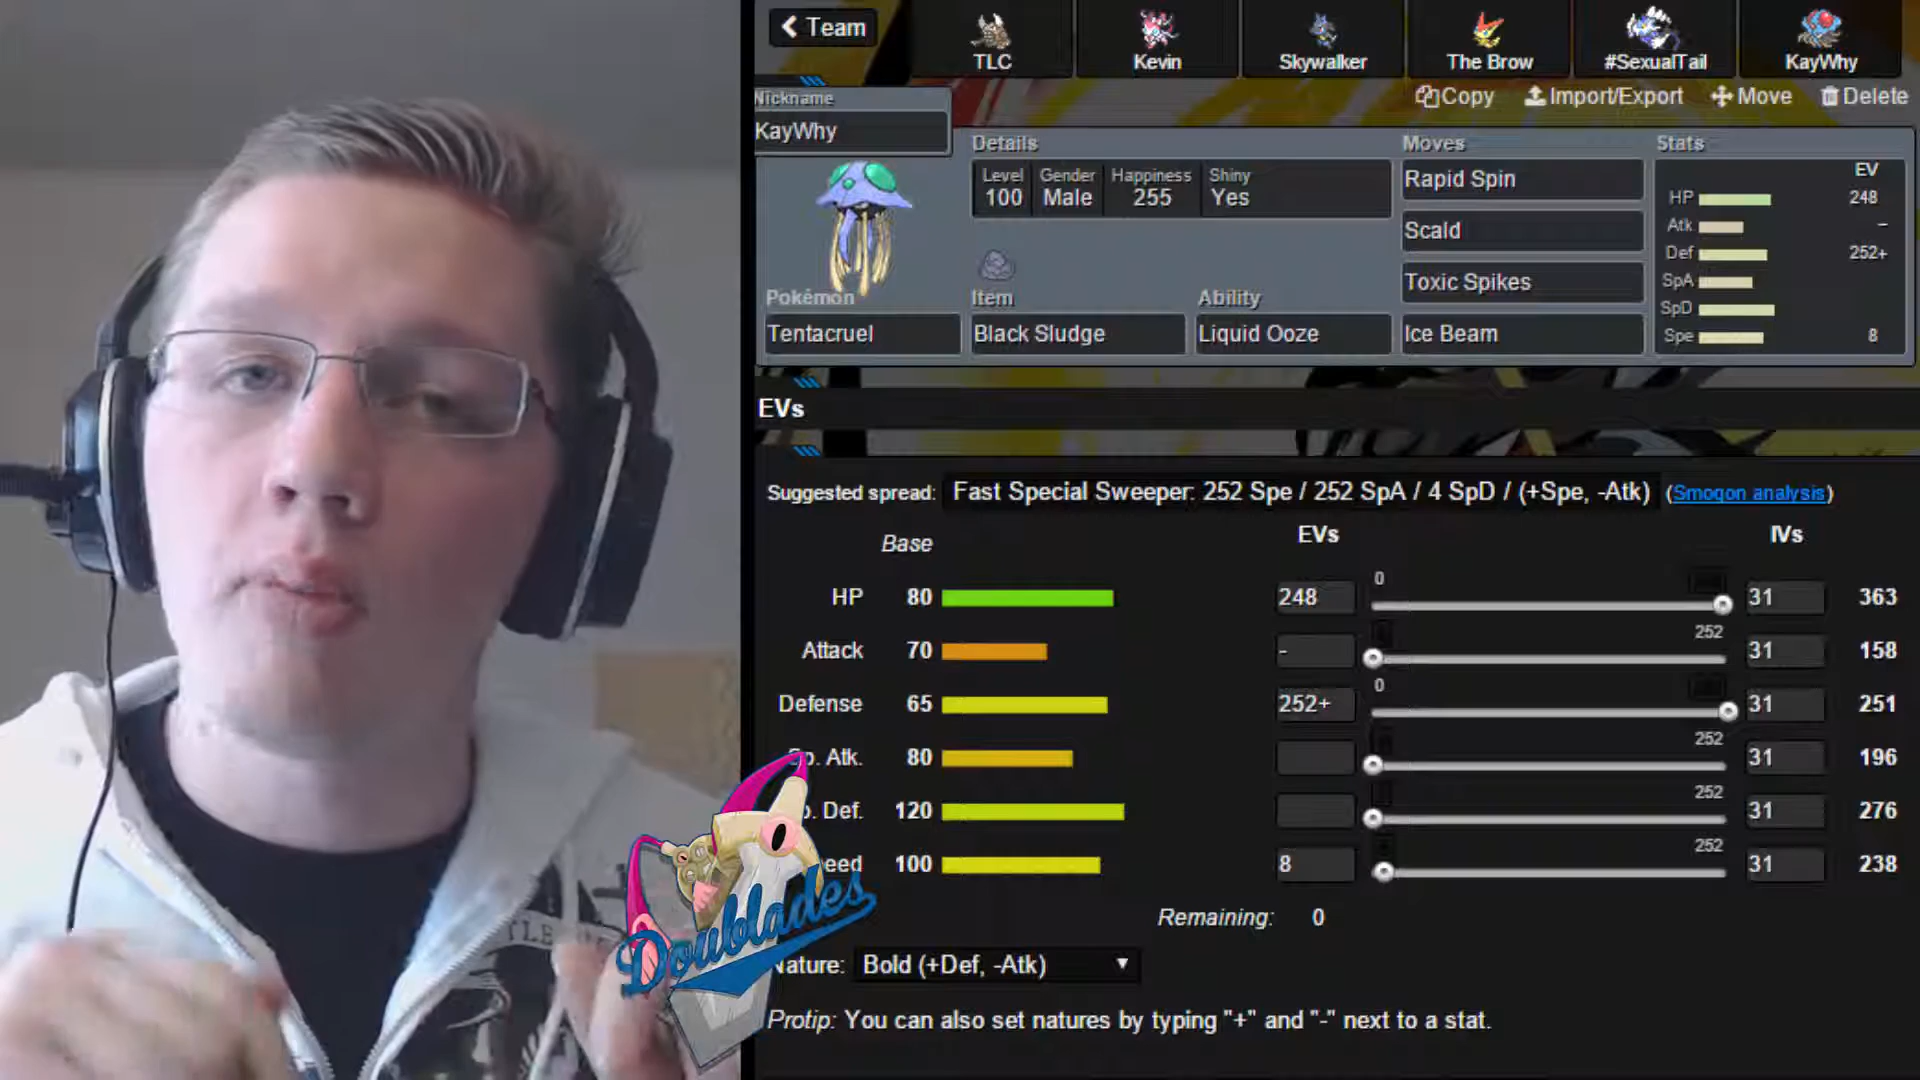 Team
TLC
Kevin
Skywalker
The Brow
#SexualTail
KayWhy
Copy Import/Export Move Delete
Nickname
KayWhy
Details
Level Gender Happiness Shiny
100 Male 255 Yes
Pokémon Item Ability
Tentacruel Black Sludge Liquid Ooze
Moves
Rapid Spin
Scald
Toxic Spikes
Ice Beam
Stats
EV
HP 248
Atk –
Def 252+
SpA
SpD
Spe 8
EVs
Suggested spread: Fast Special Sweeper: 252 Spe / 252 SpA / 4 SpD / (+Spe, -Atk) (Smogon analysis)
Base EVs IVs
HP 80 248 0 31 363
Attack 70 - 252 31 158
Defense 65 252+ 0 31 251
Atk. 80 252 31 196
Def. 120 252 31 276
eed 100 8 252 31 238
Remaining: 0
Nature: Bold (+Def, -Atk)
Protip: You can also set natures by typing "+" and "-" next to a stat.
Doublades